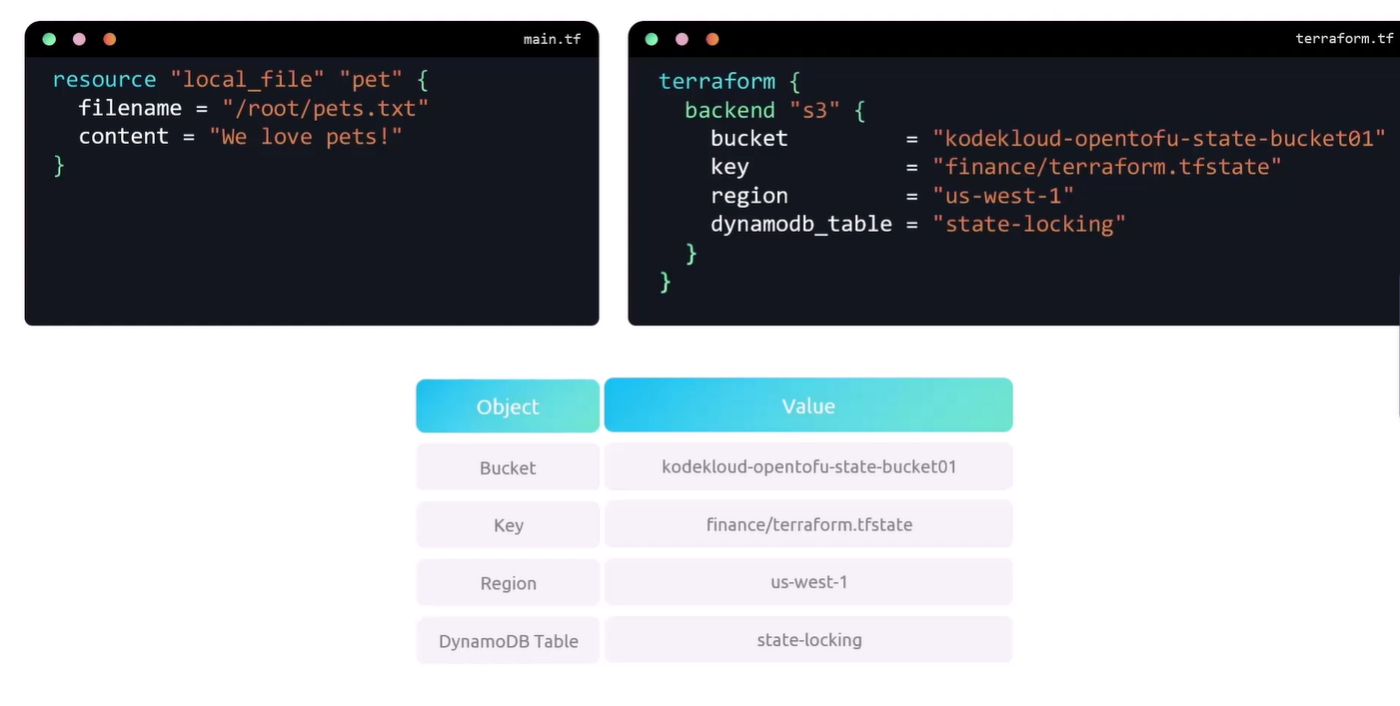 main.tf
resource "local_file" "pet" {
  filename = "/root/pets.txt"
  content = "We love pets!"
}
terraform.tf
terraform {
  backend "s3" {
    bucket         = "kodekloud-opentofu-state-bucket01"
    key            = "finance/terraform.tfstate"
    region         = "us-west-1"
    dynamodb_table = "state-locking"
  }
}
Object Value
Bucket kodekloud-opentofu-state-bucket01
Key finance/terraform.tfstate
Region us-west-1
DynamoDB Table state-locking